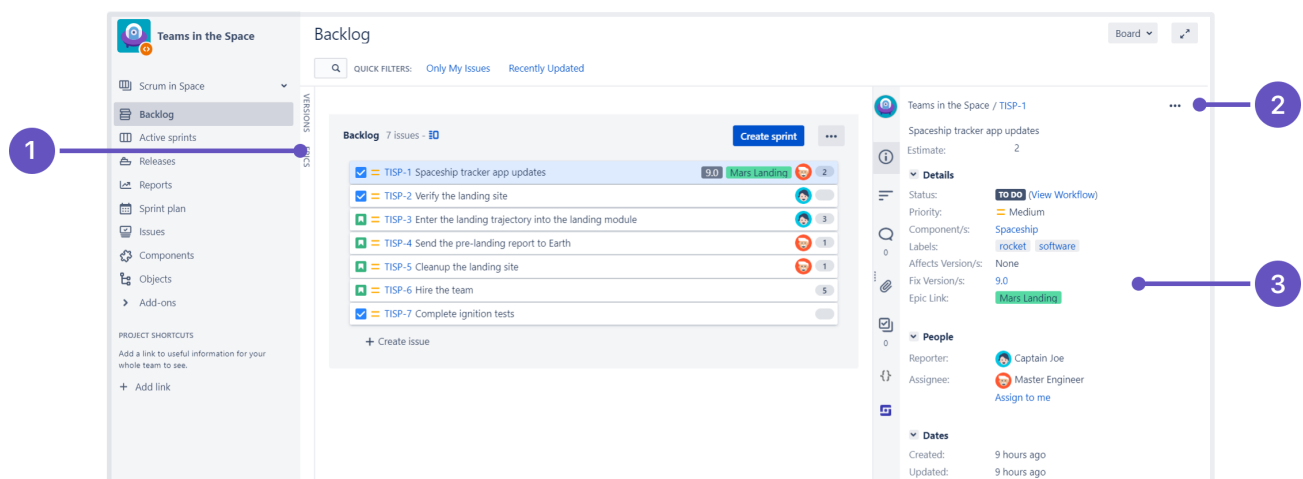 Teams in the Space
Scrum in Space
Backlog
Active sprints
Releases
Reports
Sprint plan
Issues
Components
Objects
Add-ons
PROJECT SHORTCUTS
Add a link to useful information for your
whole team to see.
+ Add link
1
Backlog
Board
QUICK FILTERS: Only My Issues Recently Updated
VERSIONS
EPICS
Backlog 7 issues -
Create sprint
•••
TISP-1 Spaceship tracker app updates 9.0 Mars Landing 2
TISP-2 Verify the landing site
TISP-3 Enter the landing trajectory into the landing module 3
TISP-4 Send the pre-landing report to Earth 1
TISP-5 Cleanup the landing site 1
TISP-6 Hire the team 5
TISP-7 Complete ignition tests
+ Create issue
0
0
{}
Teams in the Space / TISP-1
•••
2
Spaceship tracker app updates
Estimate: 2
Details
Status: TO DO (View Workflow)
Priority: Medium
Component/s: Spaceship
Labels: rocket software
Affects Version/s: None
Fix Version/s: 9.0
Epic Link: Mars Landing
3
People
Reporter: Captain Joe
Assignee: Master Engineer
Assign to me
Dates
Created: 9 hours ago
Updated: 9 hours ago